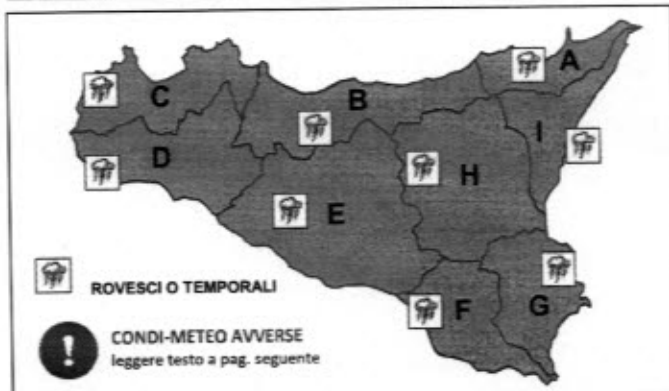 A
C
B
I
D
H
E
ROVESCI O TEMPORALI
F
G
CONDI-METEO AVVERSE
leggere testo a pag. seguente